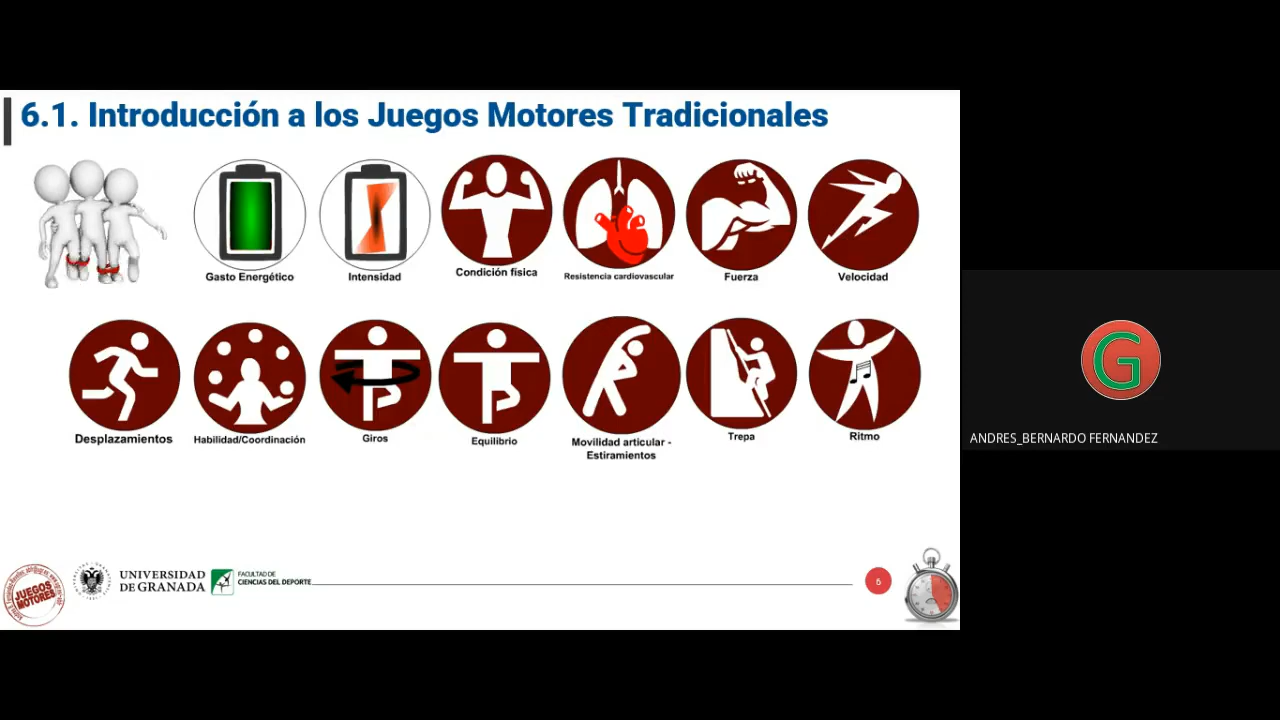 6.1. Introducción a los Juegos Motores Tradicionales
Gasto Energético
Intensidad
Condición física
Resistencia cardiovascular
Fuerza
Velocidad
Desplazamientos
Habilidad/Coordinación
Giros
Equilibrio
Movilidad articular -
Estiramientos
Trepa
Ritmo
G
ANDRES_BERNARDO FERNANDEZ
JUEGOS
MOTORES
UNIVERSIDAD
DE GRANADA
FACULTAD DE
CIENCIAS DEL DEPORTE